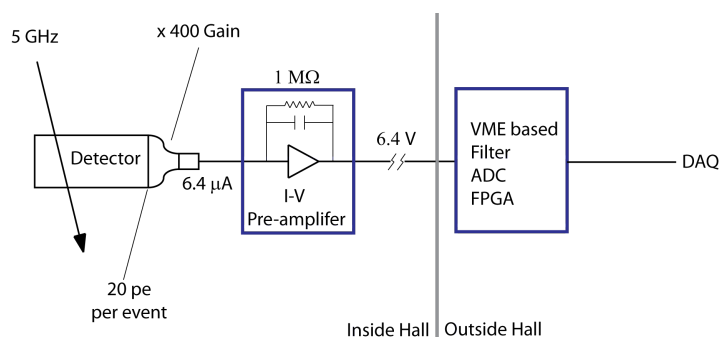 5 GHz
x 400 Gain
Detector
6.4 μA
20 pe
per event
1 MΩ
I-V
Pre-amplifer
6.4 V
VME based
Filter
ADC
FPGA
DAQ
Inside Hall
Outside Hall